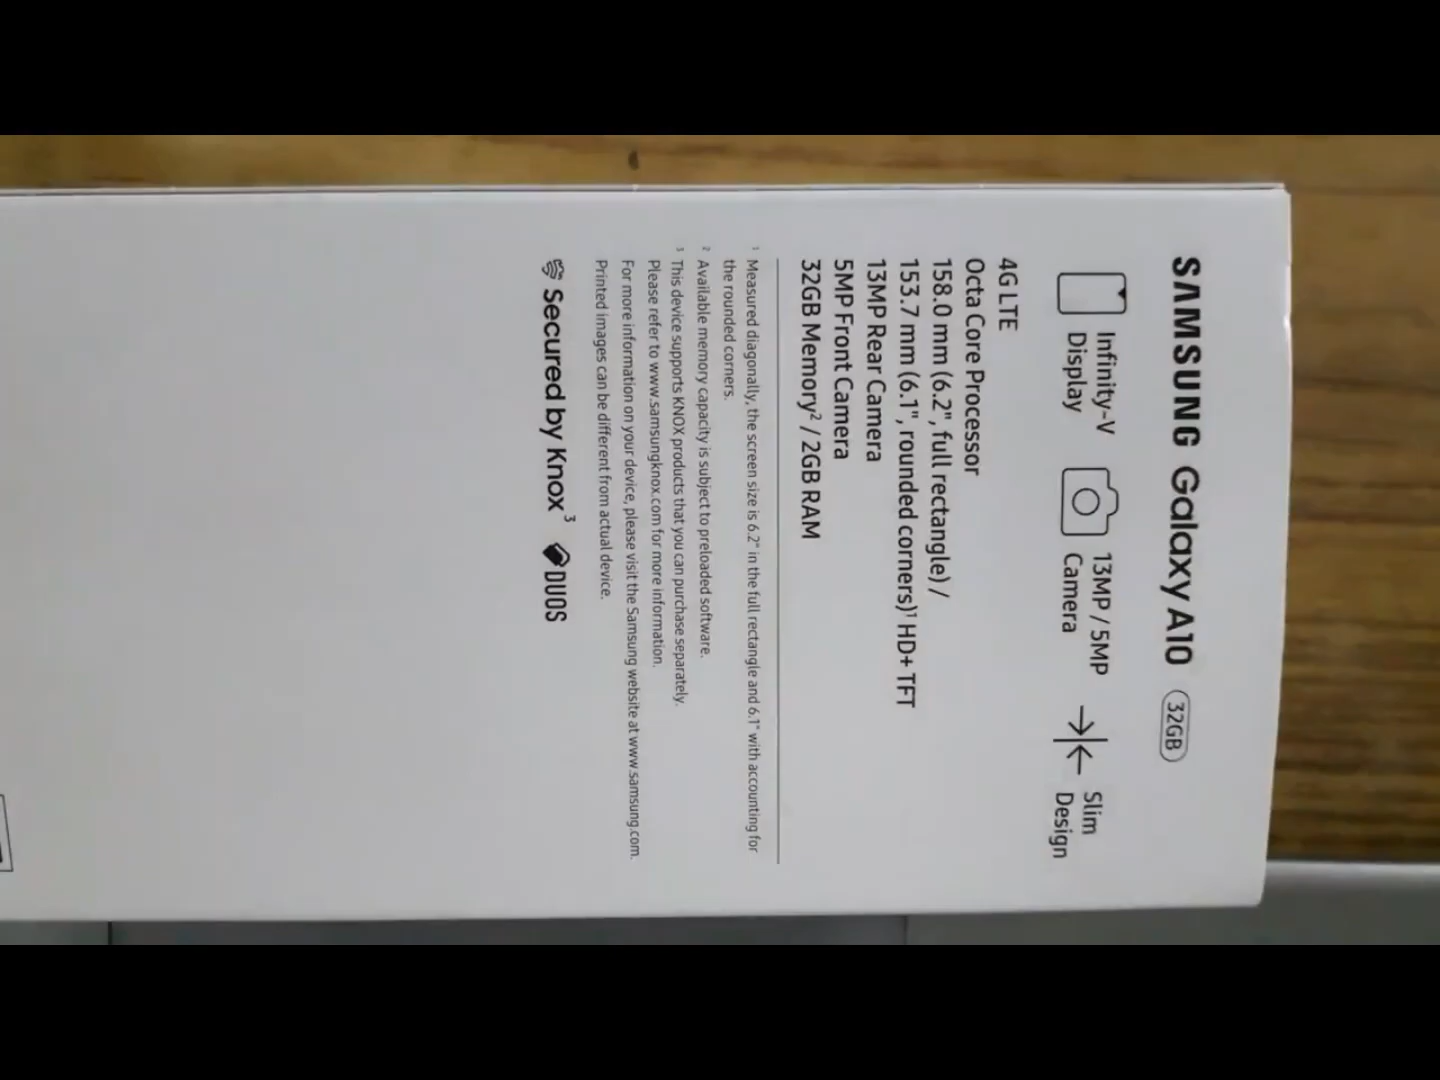 SAMSUNG Galaxy A10 32GB
Infinity-V
Display
13MP / 5MP
Camera
Slim
Design
4G LTE
Octa Core Processor
158.0 mm (6.2", full rectangle) /
153.7 mm (6.1", rounded corners)¹ HD+ TFT
13MP Rear Camera
5MP Front Camera
32GB Memory² / 2GB RAM
¹ Measured diagonally, the screen size is 6.2" in the full rectangle and 6.1" with accounting for
the rounded corners.
² Available memory capacity is subject to preloaded software.
³ This device supports KNOX products that you can purchase separately.
Please refer to www.samsungknox.com for more information.
For more information on your device, please visit the Samsung website at www.samsung.com.
Printed images can be different from actual device.
Secured by Knox³ DUOS